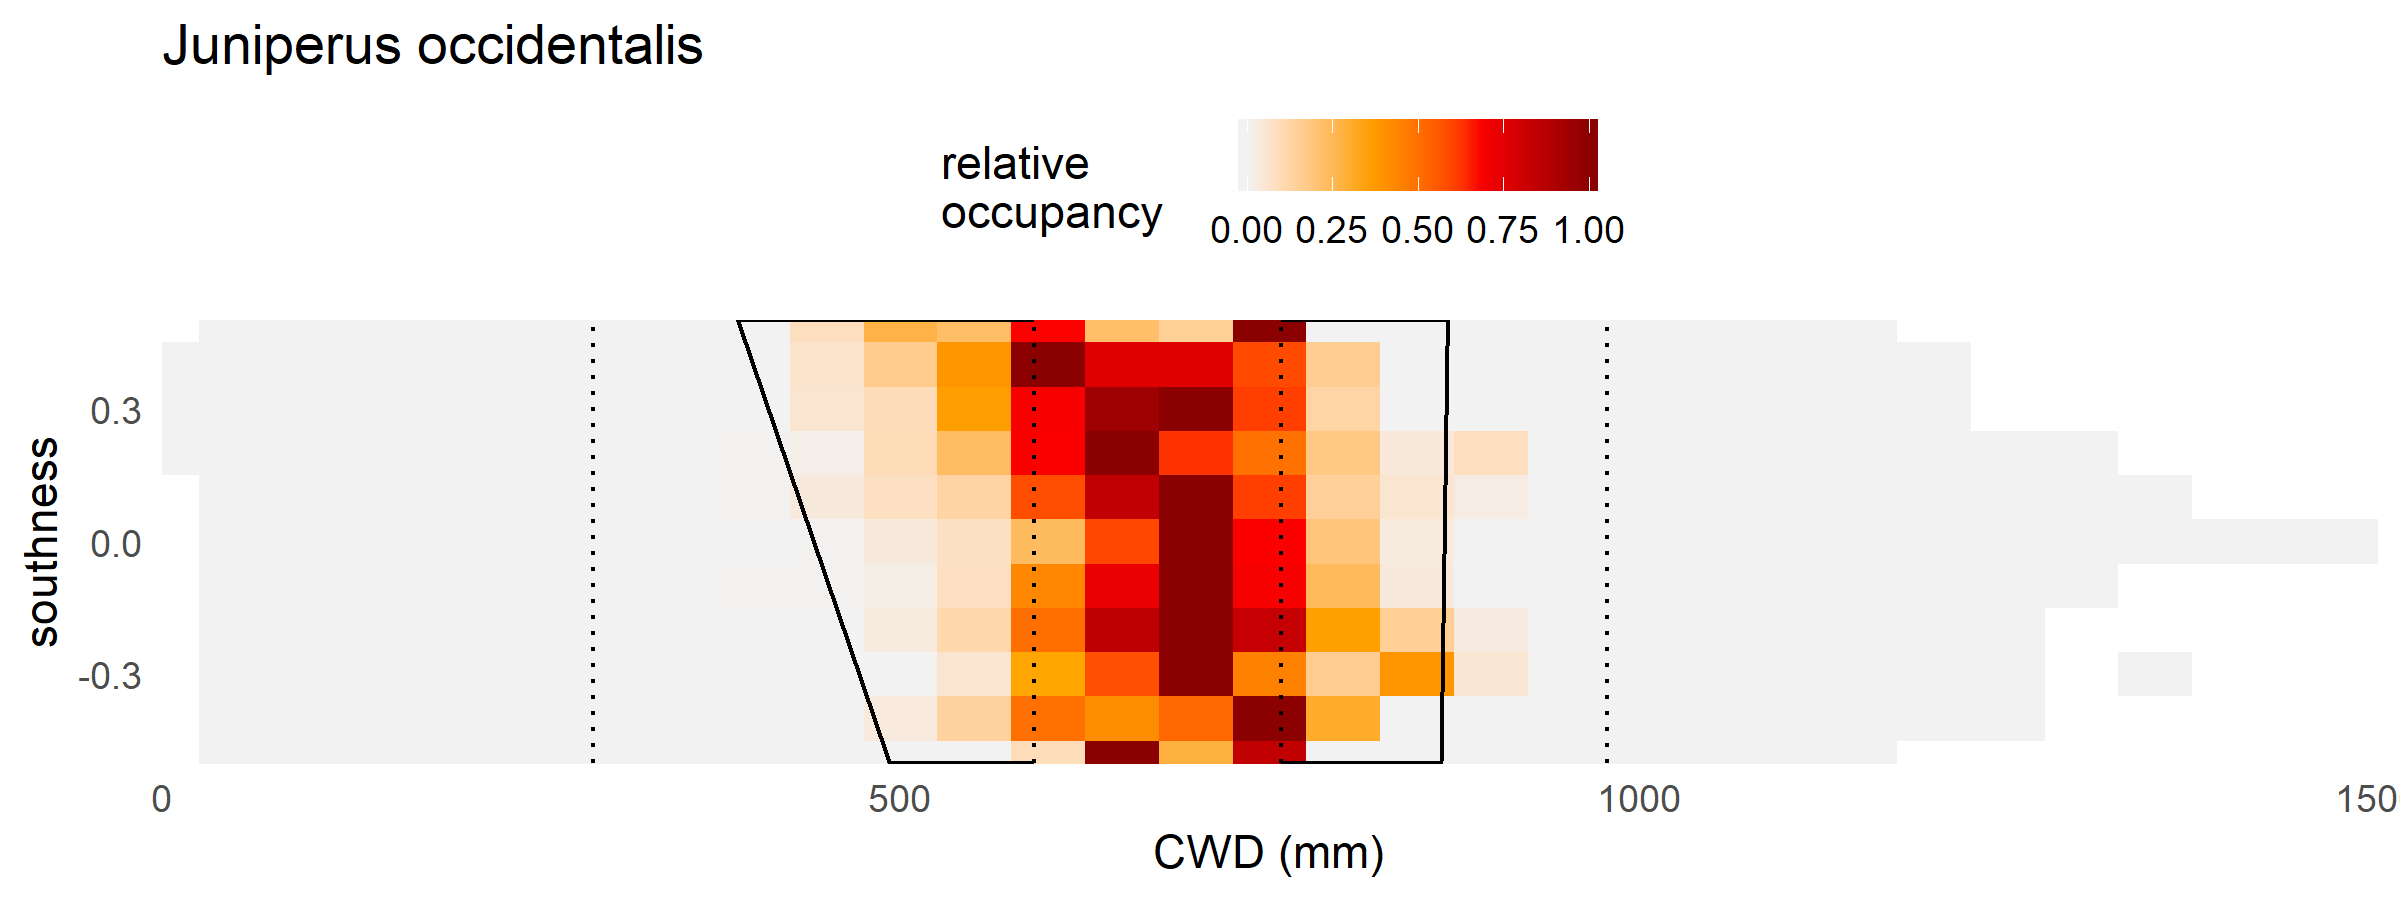 Juniperus occidentalis
relative
occupancy
0.00 0.25 0.50 0.75 1.00
southness
0.3
0.0
-0.3
0 500 1000 150
CWD (mm)